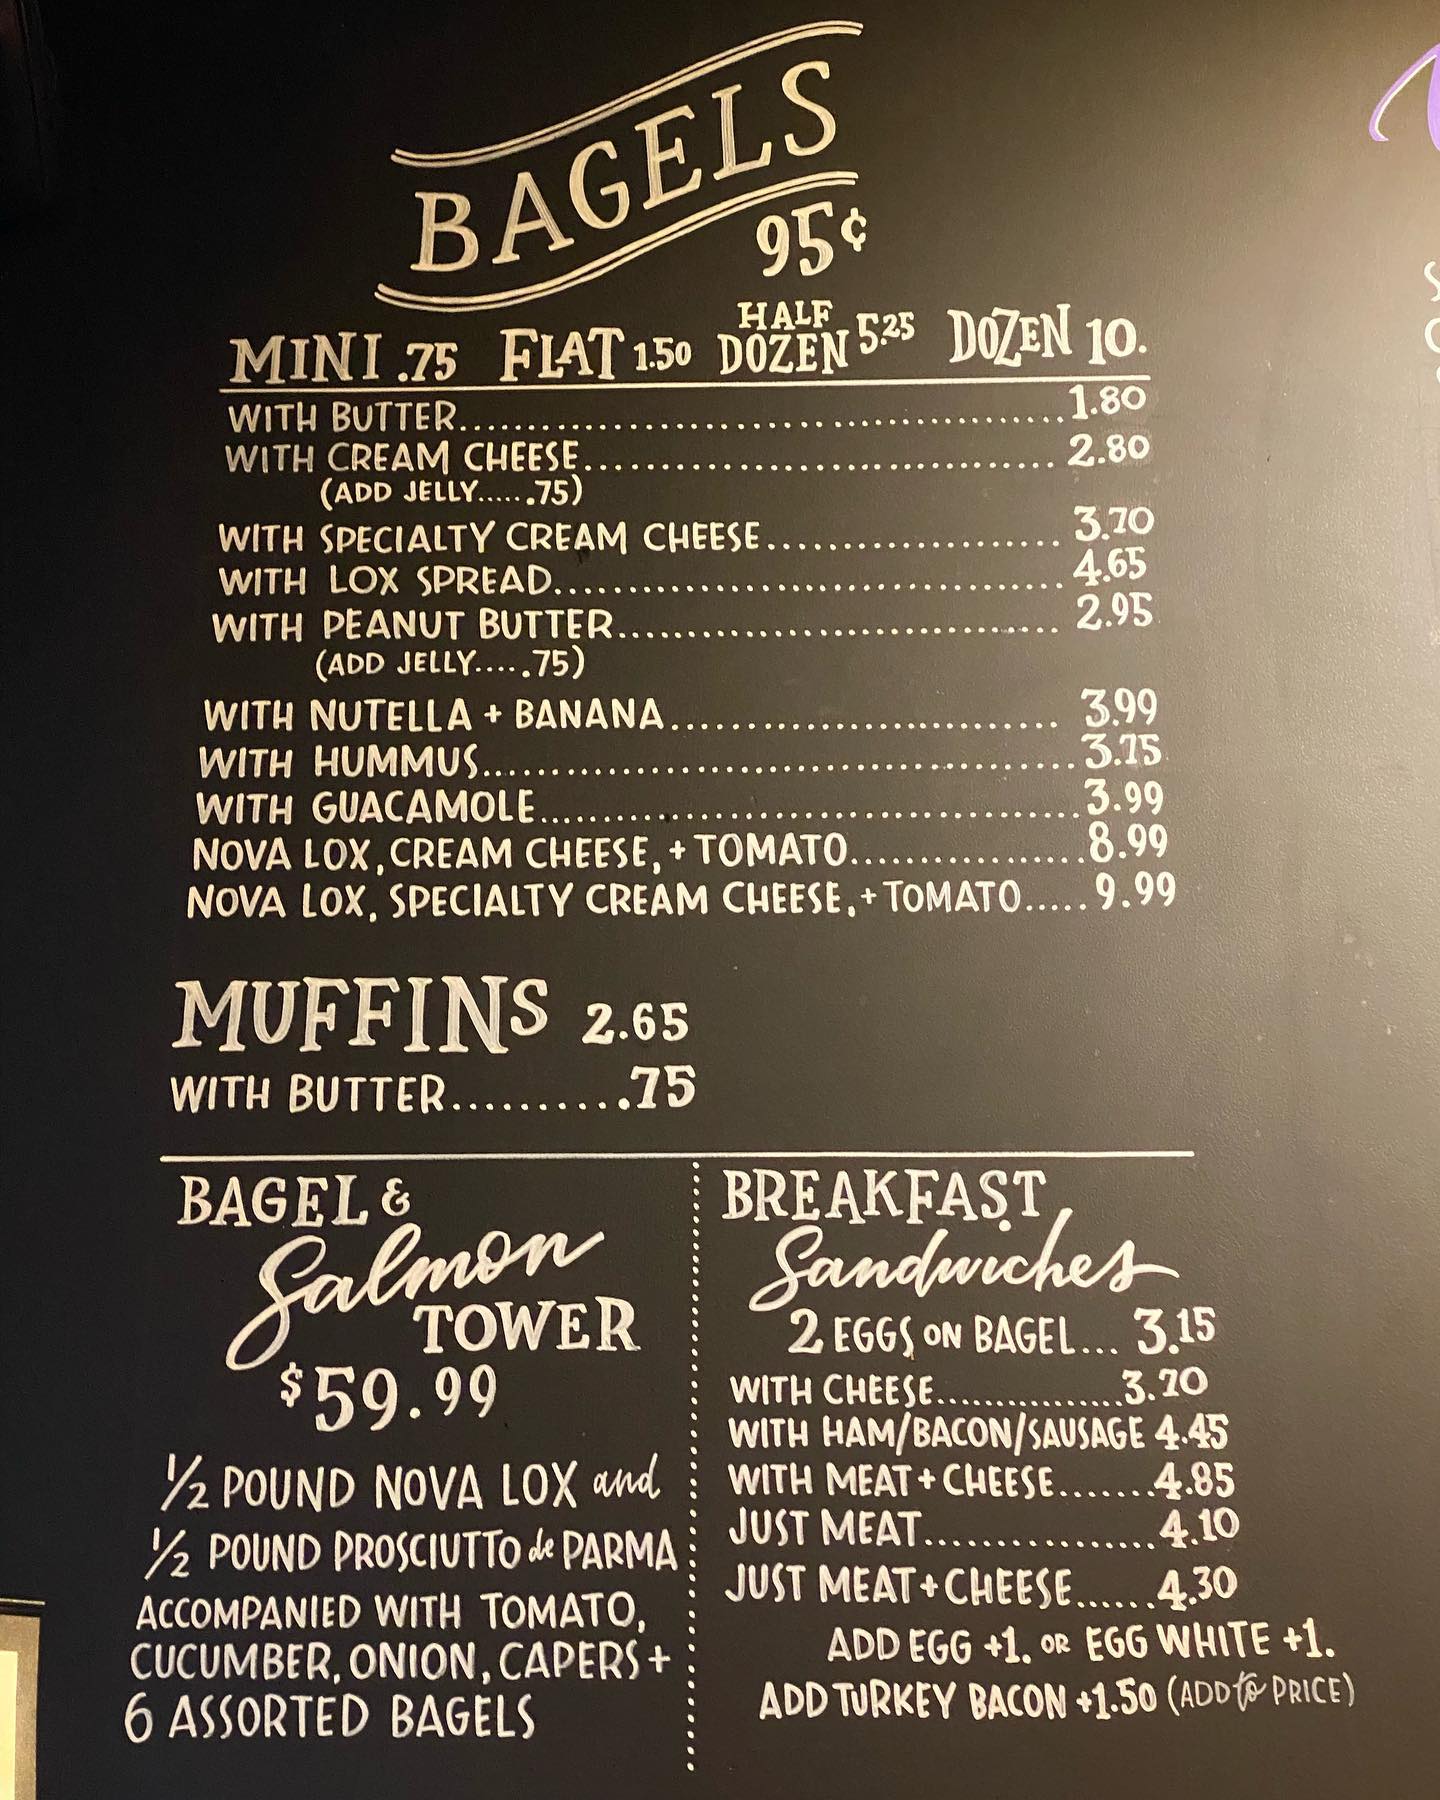 BAGELS
95¢
MINI .75 FLAT 1.50 HALF DOZEN 5.25 DOZEN 10.
WITH BUTTER........................................1.80
WITH CREAM CHEESE............................... 2.80
(ADD JELLY......75)
WITH SPECIALTY CREAM CHEESE..................... 3.70
WITH LOX SPREAD.....................................4.65
WITH PEANUT BUTTER............................... 2.95
(ADD JELLY.....75)
WITH NUTELLA + BANANA.......................... 3.99
WITH HUMMUS........................................3.75
WITH GUACAMOLE....................................3.99
NOVA LOX, CREAM CHEESE, + TOMATO................8.99
NOVA LOX, SPECIALTY CREAM CHEESE, + TOMATO.....9.99
MUFFINS 2.65
WITH BUTTER...........75
BAGEL &
Salmon
TOWER
$59.99
1/2 POUND NOVA LOX and
1/2 POUND PROSCIUTTO de PARMA
ACCOMPANIED WITH TOMATO,
CUCUMBER, ONION, CAPERS +
6 ASSORTED BAGELS
BREAKFAST
Sandwiches
2 EGGS ON BAGEL... 3.15
WITH CHEESE................3.70
WITH HAM/BACON/SAUSAGE 4.45
WITH MEAT + CHEESE.......4.85
JUST MEAT.................4.10
JUST MEAT + CHEESE......4.30
ADD EGG +1. OR EGG WHITE +1.
ADD TURKEY BACON +1.50 (ADD to PRICE)